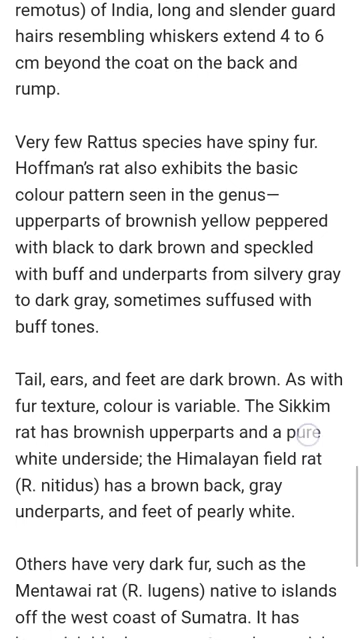 remotus) of India, long and slender guard
hairs resembling whiskers extend 4 to 6
cm beyond the coat on the back and
rump.
Very few Rattus species have spiny fur.
Hoffman's rat also exhibits the basic
colour pattern seen in the genus—
upperparts of brownish yellow peppered
with black to dark brown and speckled
with buff and underparts from silvery gray
to dark gray, sometimes suffused with
buff tones.
Tail, ears, and feet are dark brown. As with
fur texture, colour is variable. The Sikkim
rat has brownish upperparts and a pure
white underside; the Himalayan field rat
(R. nitidus) has a brown back, gray
underparts, and feet of pearly white.
Others have very dark fur, such as the
Mentawai rat (R. lugens) native to islands
off the west coast of Sumatra. It has